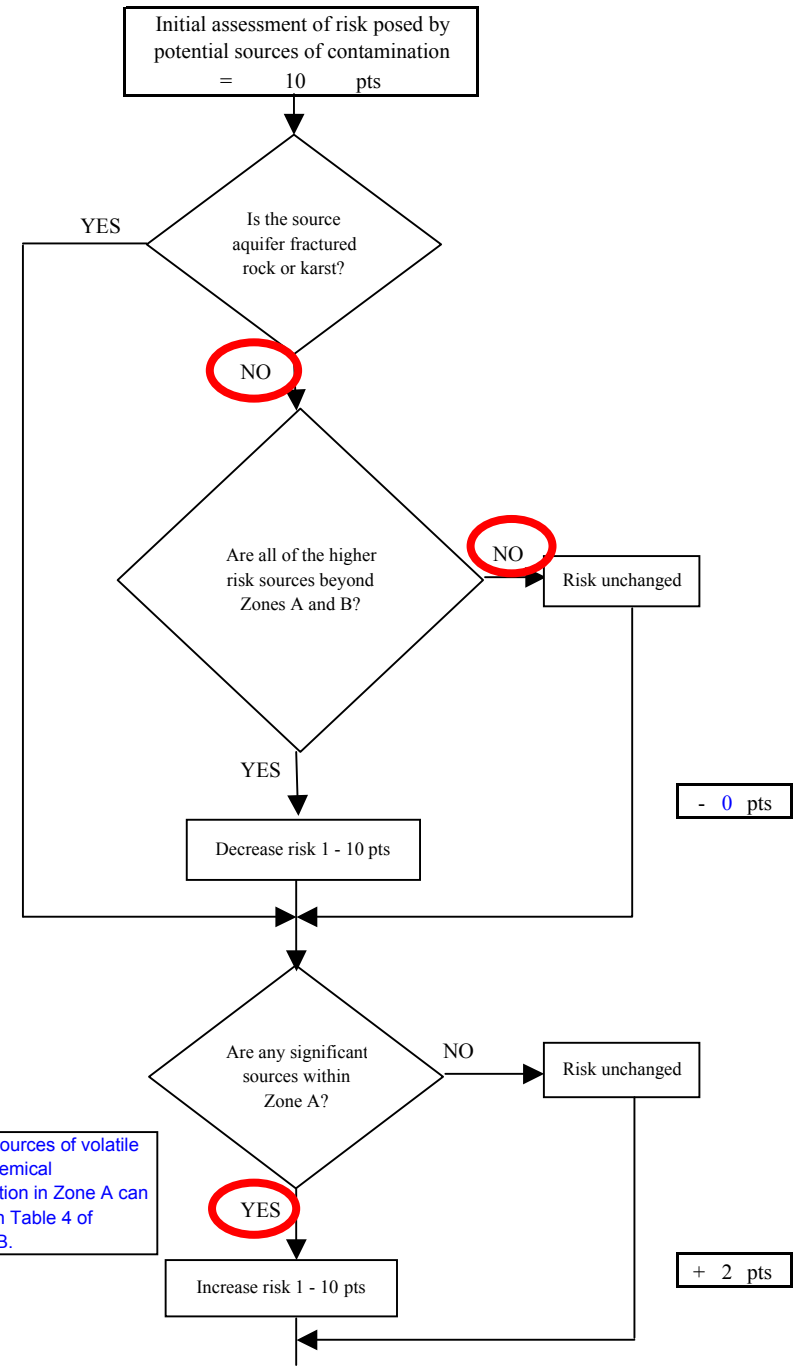 Initial assessment of risk posed by
potential sources of contamination
= 10 pts
YES
Is the source
aquifer fractured
rock or karst?
NO
Are all of the higher
risk sources beyond
Zones A and B?
NO
Risk unchanged
YES
- 0 pts
Decrease risk 1 - 10 pts
Are any significant
sources within
Zone A?
NO
Risk unchanged
ources of volatile
emical
tion in Zone A can
n Table 4 of
B.
YES
Increase risk 1 - 10 pts
+ 2 pts